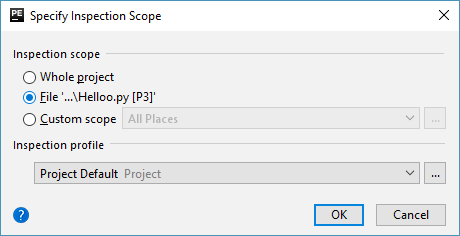 PE Specify Inspection Scope
Inspection scope
Whole project
File '...\Helloo.py [P3]'
Custom scope All Places ...
Inspection profile
Project Default Project ...
? OK Cancel